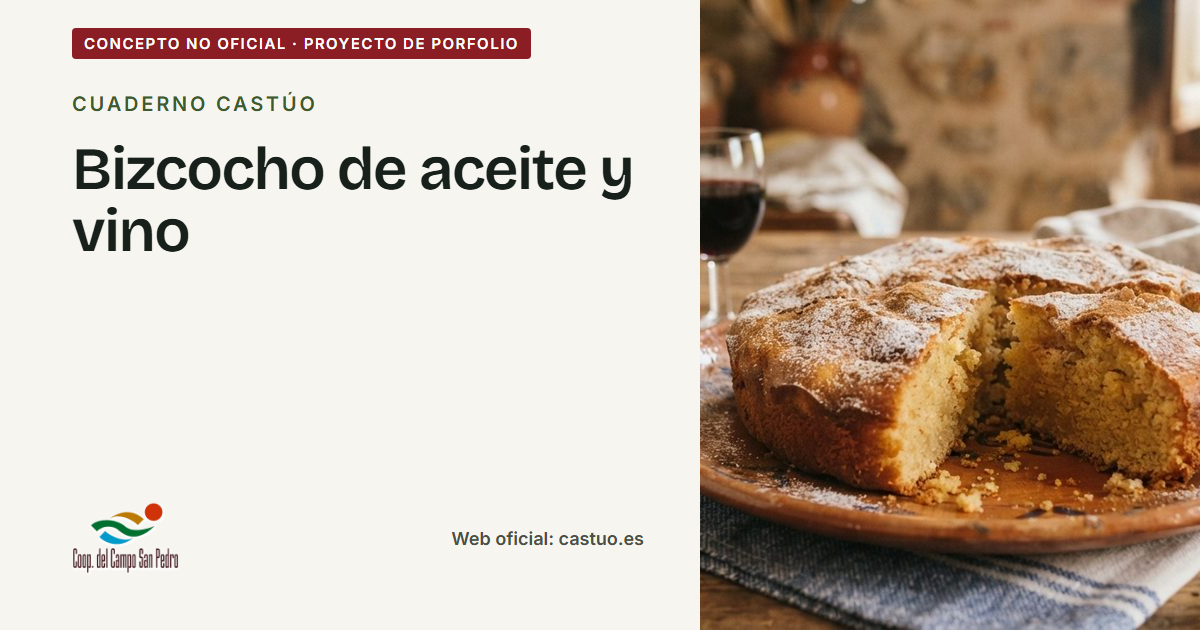 CONCEPTO NO OFICIAL · PROYECTO DE PORFOLIO
CUADERNO CASTÚO
Bizcocho de aceite y
vino
Coop. del Campo San Pedro
Web oficial: castuo.es